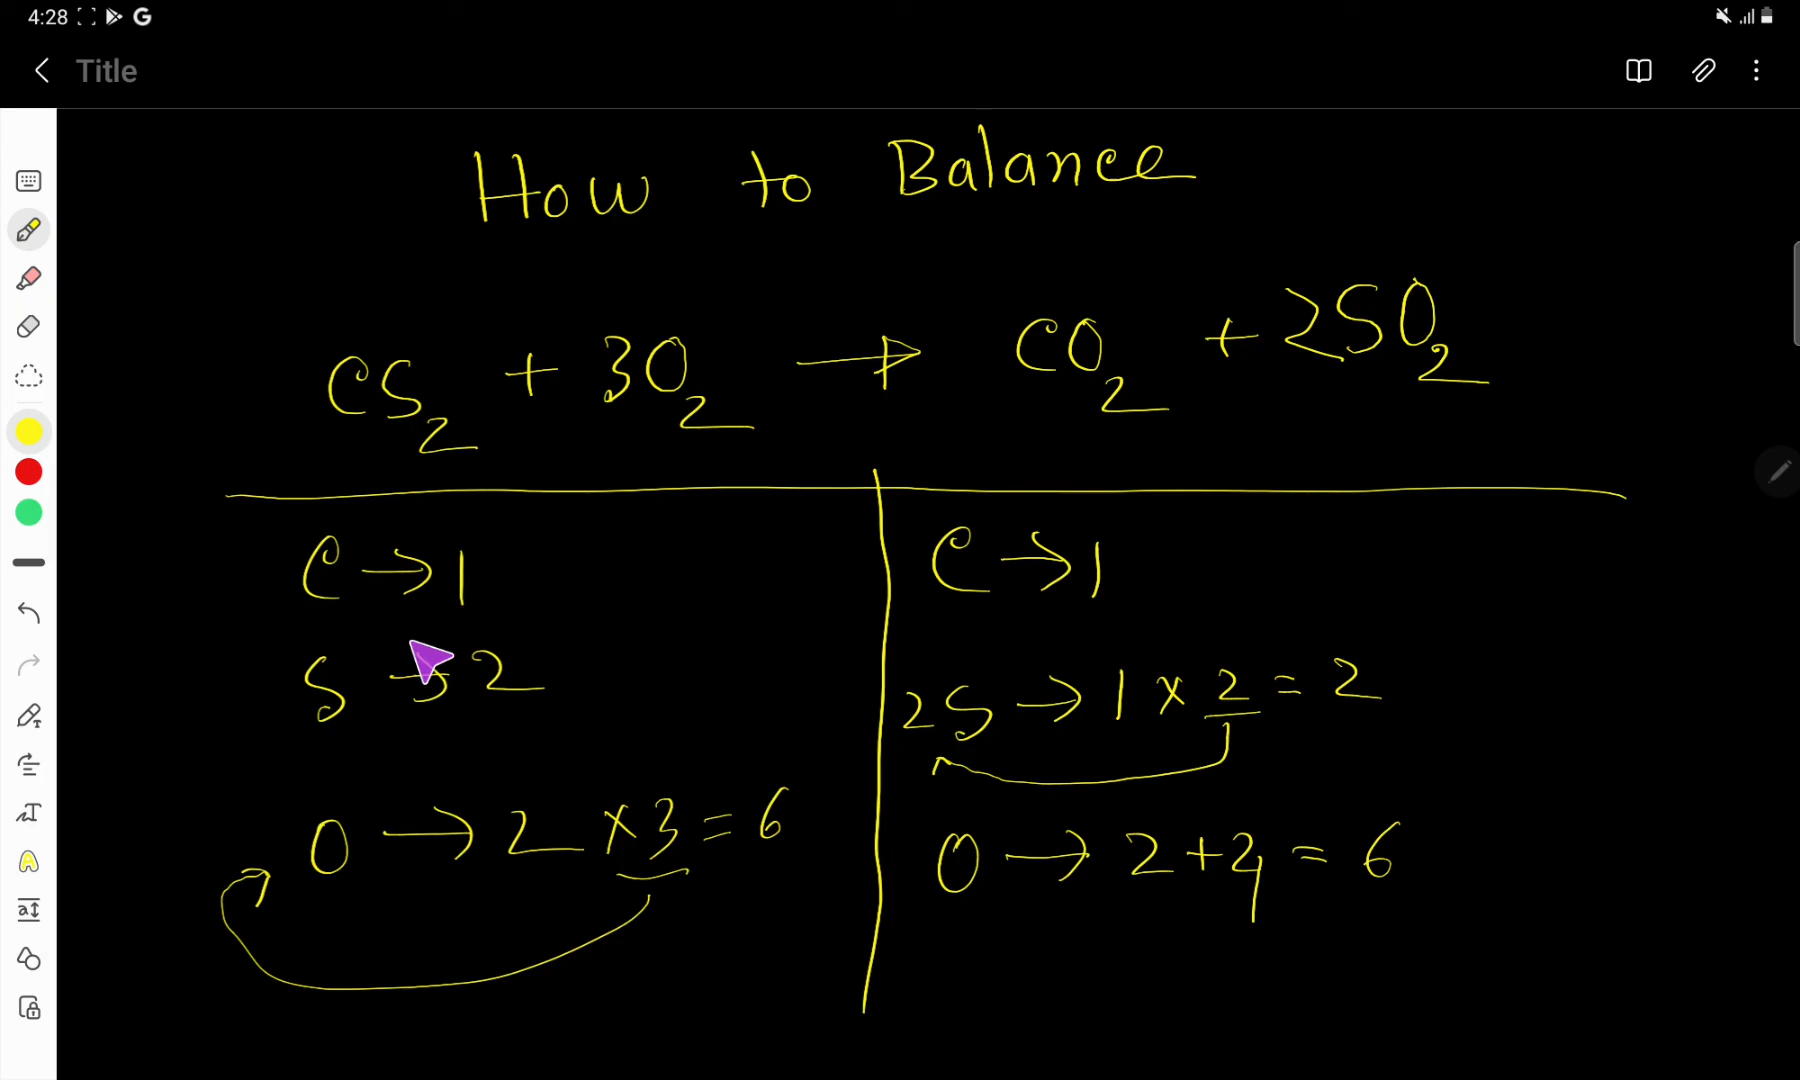 4:28
Title
How to Balance
CS₂ + 3O₂ → CO₂ + 2SO₂
C → 1
C → 1
S → 2
2S → 1 × 2 = 2
O → 2 × 3 = 6
O → 2 + 4 = 6